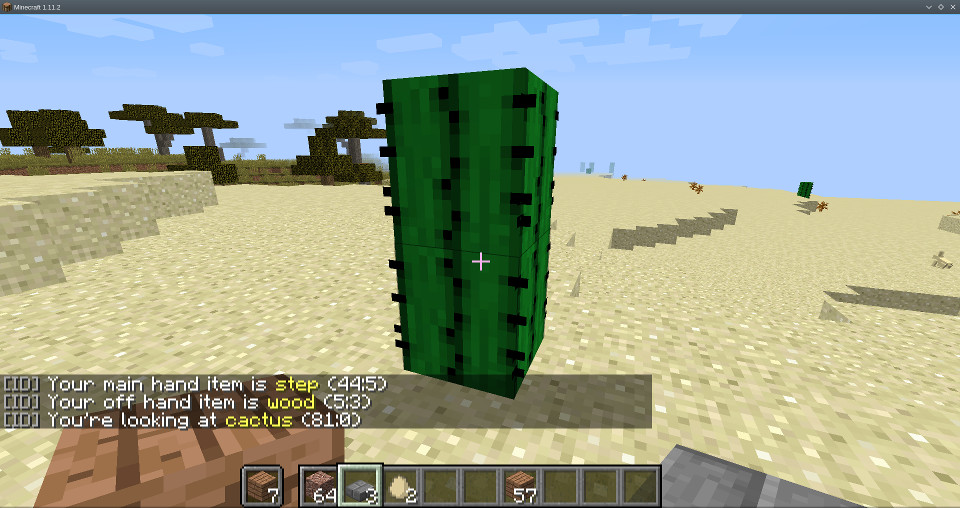 Minecraft 1.11.2
[ID] Your main hand item is step (44:5)
[ID] Your off hand item is wood (5:3)
[ID] You're looking at cactus (81:0)
7 64 3 2 57